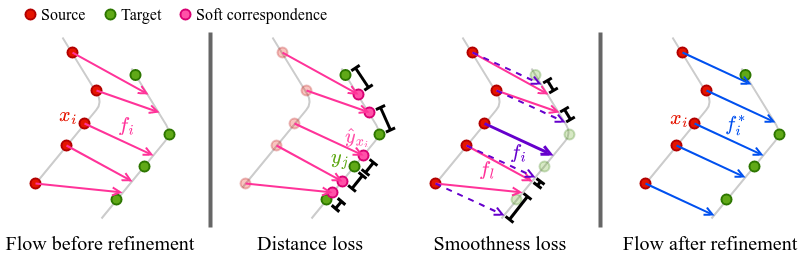 Source Target Soft correspondence
x_i f_i ŷ_{x_i} y_j f_i f_l x_i f_i^*
Flow before refinement Distance loss Smoothness loss Flow after refinement